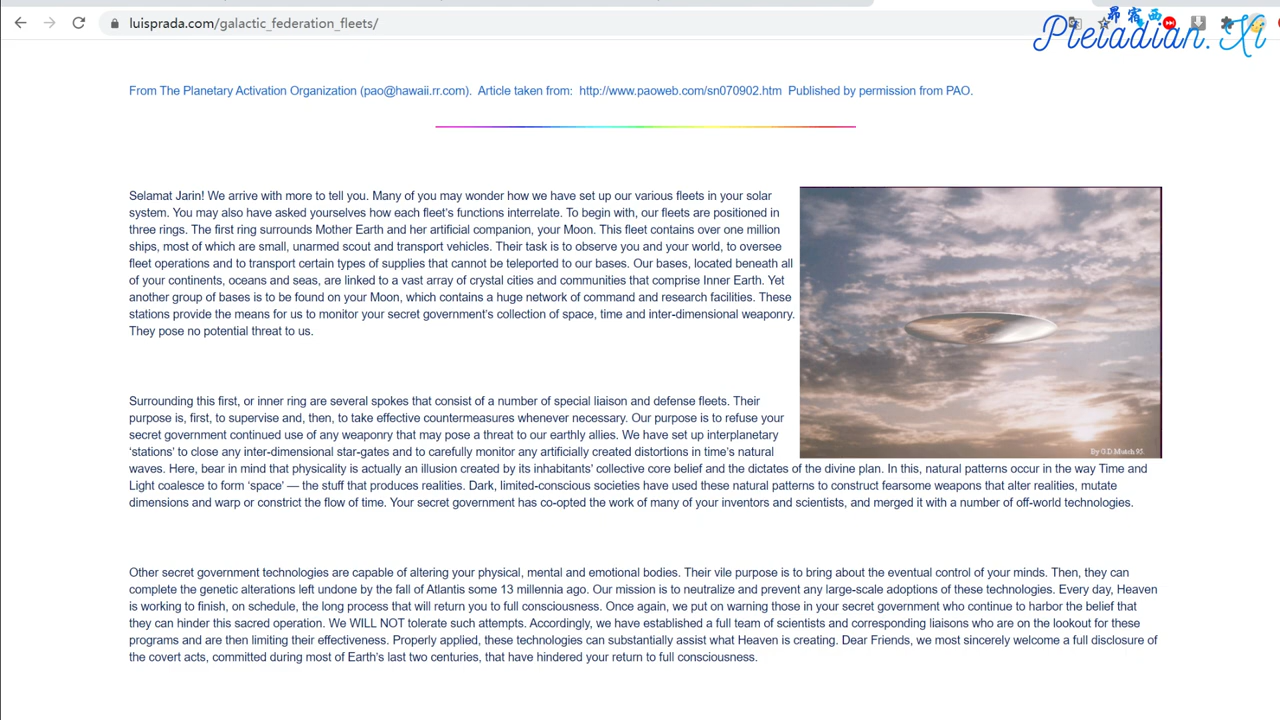 luisprada.com/galactic_federation_fleets/
昴宿西
Pleiadian. Xi
From The Planetary Activation Organization (pao@hawaii.rr.com). Article taken from: http://www.paoweb.com/sn070902.htm Published by permission from PAO.
Selamat Jarin! We arrive with more to tell you. Many of you may wonder how we have set up our various fleets in your solar
system. You may also have asked yourselves how each fleet's functions interrelate. To begin with, our fleets are positioned in
three rings. The first ring surrounds Mother Earth and her artificial companion, your Moon. This fleet contains over one million
ships, most of which are small, unarmed scout and transport vehicles. Their task is to observe you and your world, to oversee
fleet operations and to transport certain types of supplies that cannot be teleported to our bases. Our bases, located beneath all
of your continents, oceans and seas, are linked to a vast array of crystal cities and communities that comprise Inner Earth. Yet
another group of bases is to be found on your Moon, which contains a huge network of command and research facilities. These
stations provide the means for us to monitor your secret government's collection of space, time and inter-dimensional weaponry.
They pose no potential threat to us.
Surrounding this first, or inner ring are several spokes that consist of a number of special liaison and defense fleets. Their
purpose is, first, to supervise and, then, to take effective countermeasures whenever necessary. Our purpose is to refuse your
secret government continued use of any weaponry that may pose a threat to our earthly allies. We have set up interplanetary
‘stations’ to close any inter-dimensional star-gates and to carefully monitor any artificially created distortions in time’s natural
By G.D.Mutch 95
waves. Here, bear in mind that physicality is actually an illusion created by its inhabitants’ collective core belief and the dictates of the divine plan. In this, natural patterns occur in the way Time and
Light coalesce to form ‘space’ — the stuff that produces realities. Dark, limited-conscious societies have used these natural patterns to construct fearsome weapons that alter realities, mutate
dimensions and warp or constrict the flow of time. Your secret government has co-opted the work of many of your inventors and scientists, and merged it with a number of off-world technologies.
Other secret government technologies are capable of altering your physical, mental and emotional bodies. Their vile purpose is to bring about the eventual control of your minds. Then, they can
complete the genetic alterations left undone by the fall of Atlantis some 13 millennia ago. Our mission is to neutralize and prevent any large-scale adoptions of these technologies. Every day, Heaven
is working to finish, on schedule, the long process that will return you to full consciousness. Once again, we put on warning those in your secret government who continue to harbor the belief that
they can hinder this sacred operation. We WILL NOT tolerate such attempts. Accordingly, we have established a full team of scientists and corresponding liaisons who are on the lookout for these
programs and are then limiting their effectiveness. Properly applied, these technologies can substantially assist what Heaven is creating. Dear Friends, we most sincerely welcome a full disclosure of
the covert acts, committed during most of Earth's last two centuries, that have hindered your return to full consciousness.